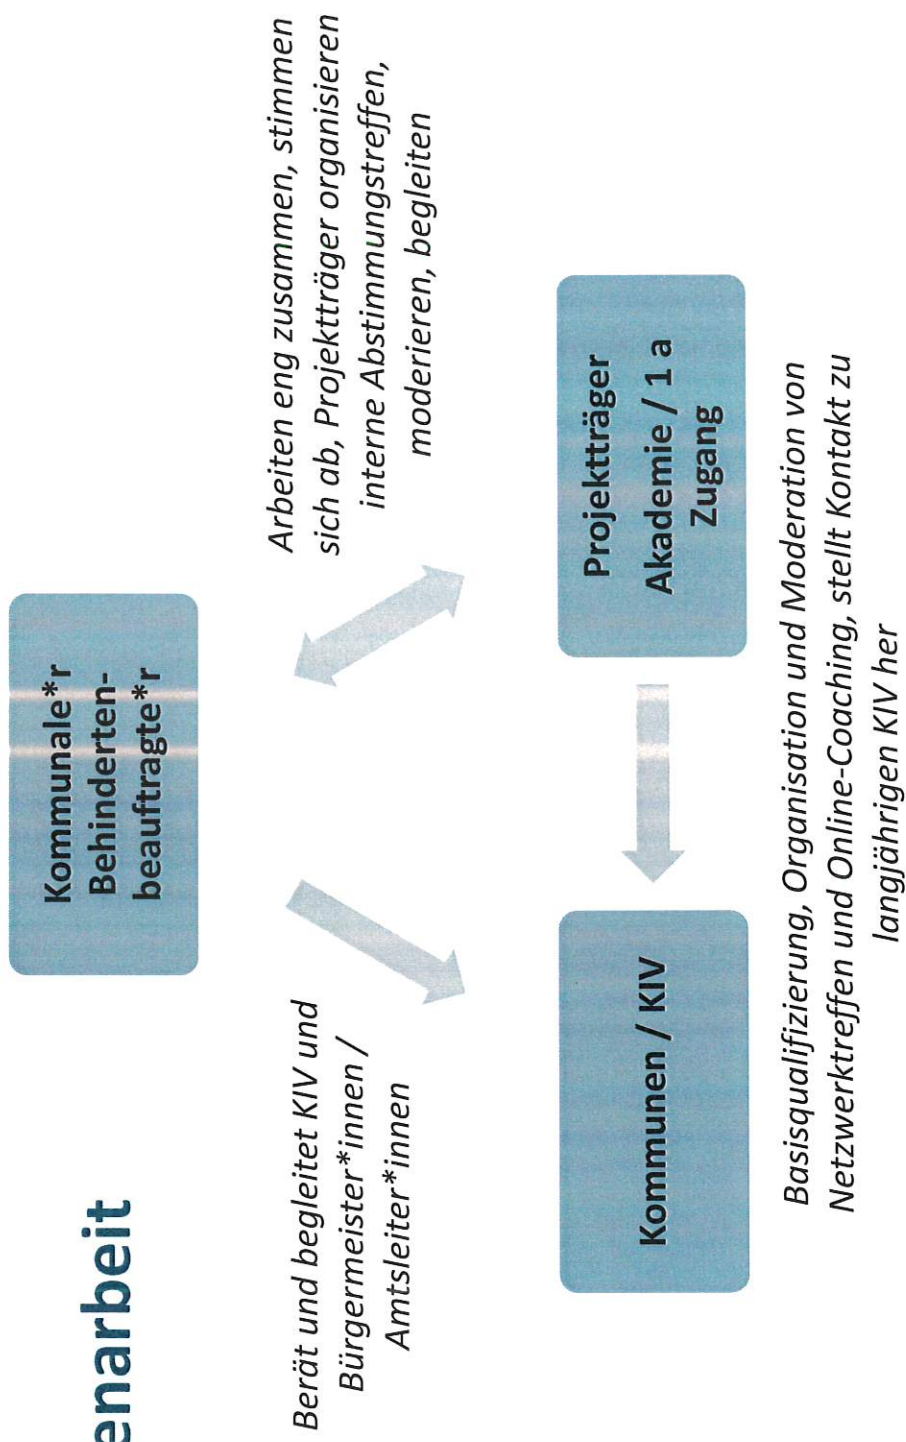 enarbeit
Kommunale*r
Behinderten-
beauftragte*r
Berät und begleitet KIV und
Bürgermeister*innen /
Amtsleiter*innen
Arbeiten eng zusammen, stimmen
sich ab, Projektträger organisieren
interne Abstimmungstreffen,
moderieren, begleiten
Kommunen / KIV
Projektträger
Akademie / 1 a
Zugang
Basisqualifizierung, Organisation und Moderation von
Netzwerktreffen und Online-Coaching, stellt Kontakt zu
langjährigen KIV her